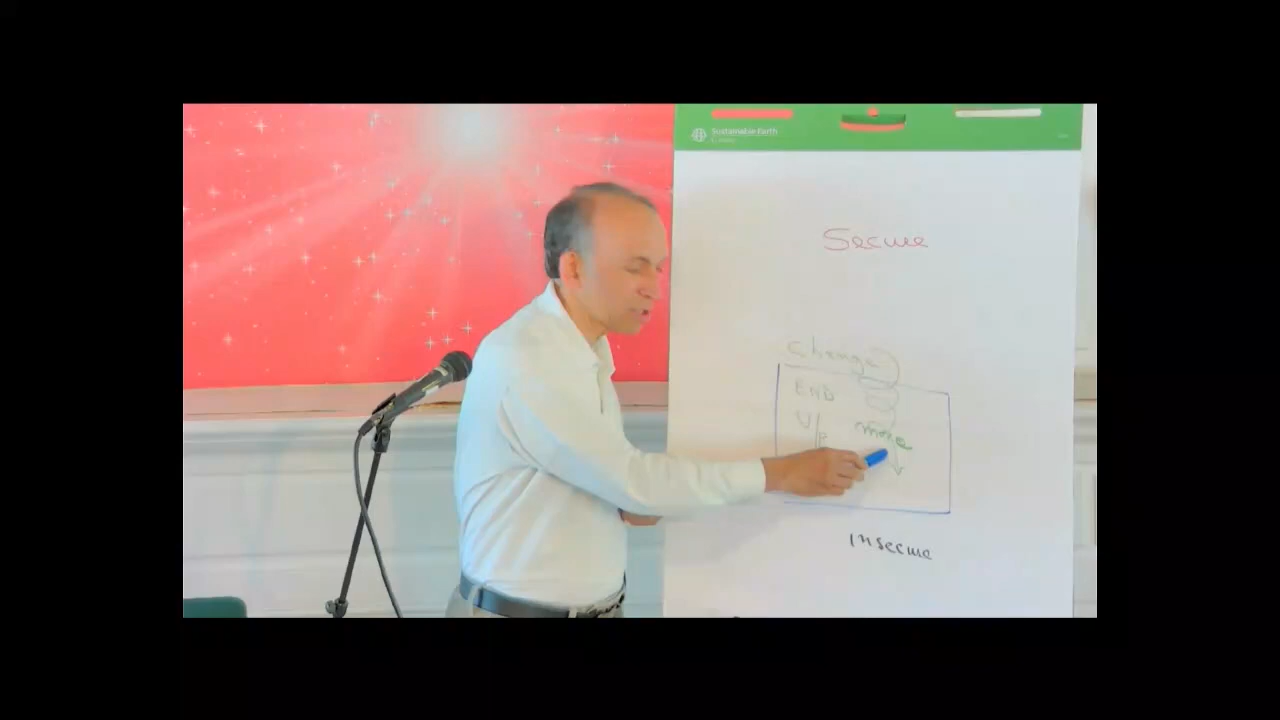 Sustainable Earth
Secure
Change
END
U
more
Insecure